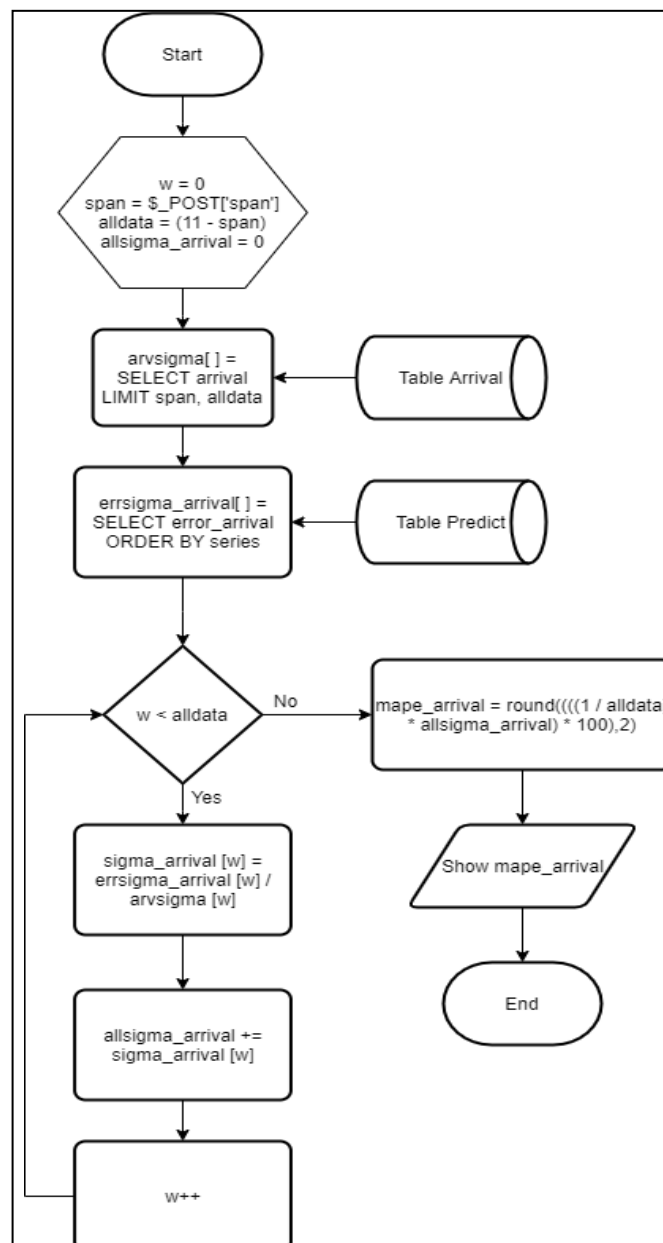 Start
w = 0
span = $_POST['span']
alldata = (11 - span)
allsigma_arrival = 0
arvsigma[ ] =
SELECT arrival
LIMIT span, alldata
Table Arrival
errsigma_arrival[ ] =
SELECT error_arrival
ORDER BY series
Table Predict
w < alldata
No
mape_arrival = round((((1 / alldata
* allsigma_arrival) * 100),2)
Yes
sigma_arrival [w] =
errsigma_arrival [w] /
arvsigma [w]
Show mape_arrival
allsigma_arrival +=
sigma_arrival [w]
End
w++